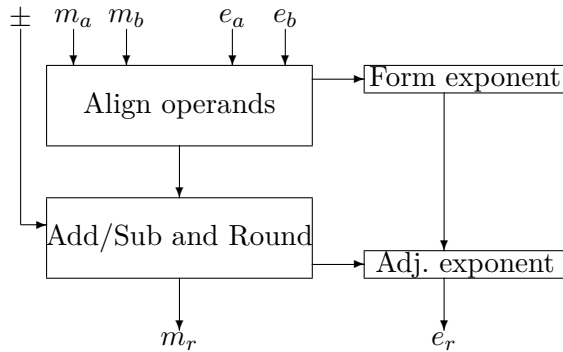 ± m_a m_b e_a e_b
Align operands
Form exponent
Add/Sub and Round
Adj. exponent
m_r
e_r